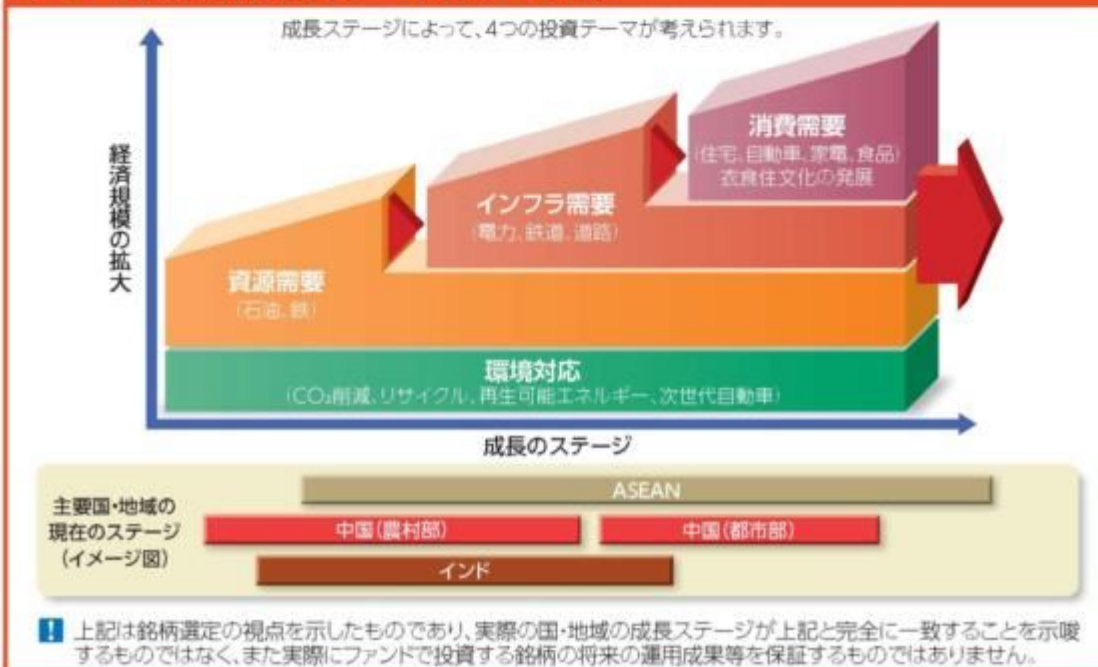 成長ステージによって、4つの投資テーマが考えられます。
経済規模の拡大
消費需要
(住宅、自動車、家電、食品)
衣食住文化の発展
インフラ需要
(電力、鉄道、道路)
資源需要
(石油、鉄)
環境対応
(CO₂削減、リサイクル、再生可能エネルギー、次世代自動車)
成長のステージ
主要国・地域の
現在のステージ
(イメージ図)
ASEAN
中国(農村部)
中国(都市部)
インド
! 上記は銘柄選定の視点を示したものであり、実際の国・地域の成長ステージが上記と完全に一致することを示唆
するものではなく、また実際にファンドで投資する銘柄の将来の運用成果等を保証するものではありません。